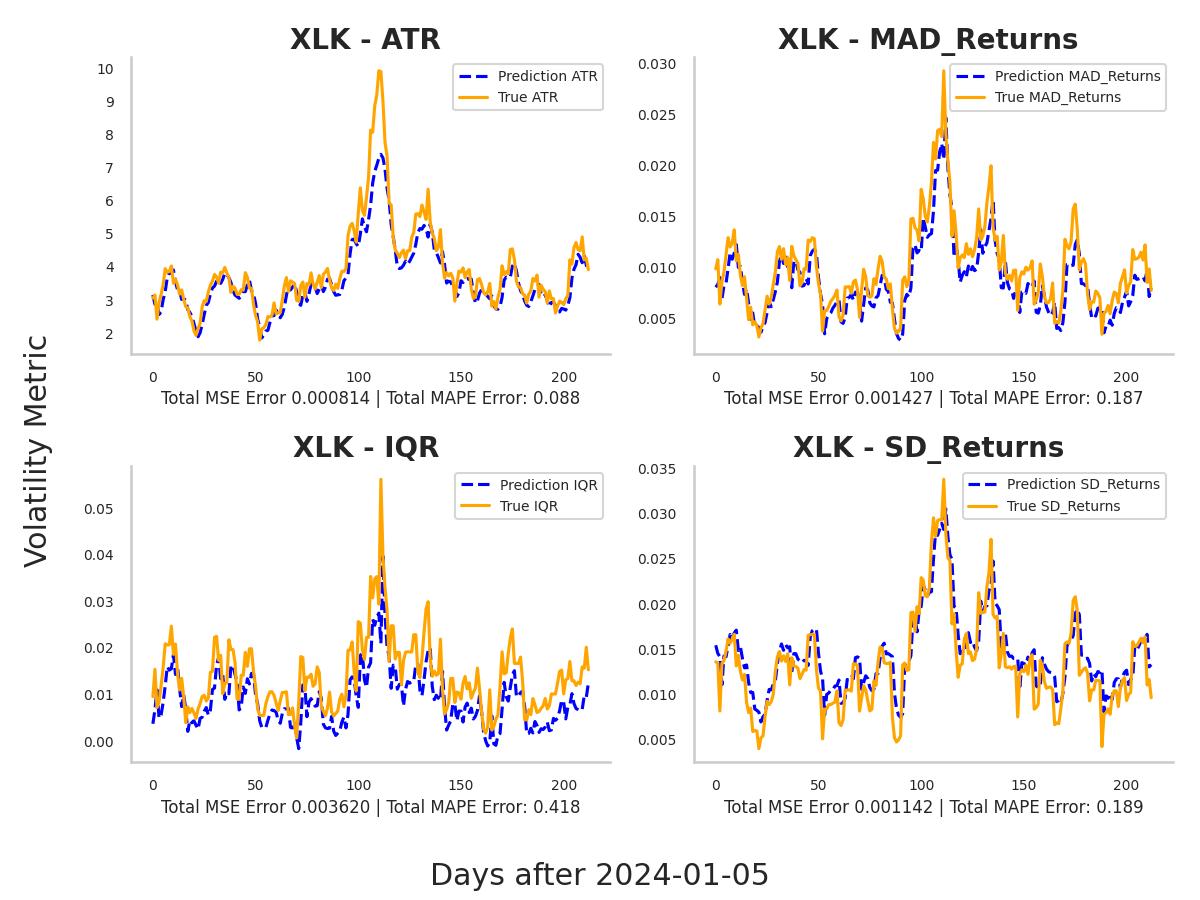 XLK - ATR
10
9
8
7
6
5
4
3
2
Prediction ATR
True ATR
0 50 100 150 200
Total MSE Error 0.000814 | Total MAPE Error: 0.088
XLK - MAD_Returns
0.030
0.025
0.020
0.015
0.010
0.005
Prediction MAD_Returns
True MAD_Returns
0 50 100 150 200
Total MSE Error 0.001427 | Total MAPE Error: 0.187
Volatility Metric
XLK - IQR
0.05
0.04
0.03
0.02
0.01
0.00
Prediction IQR
True IQR
0 50 100 150 200
Total MSE Error 0.003620 | Total MAPE Error: 0.418
XLK - SD_Returns
0.035
0.030
0.025
0.020
0.015
0.010
0.005
Prediction SD_Returns
True SD_Returns
0 50 100 150 200
Total MSE Error 0.001142 | Total MAPE Error: 0.189
Days after 2024-01-05